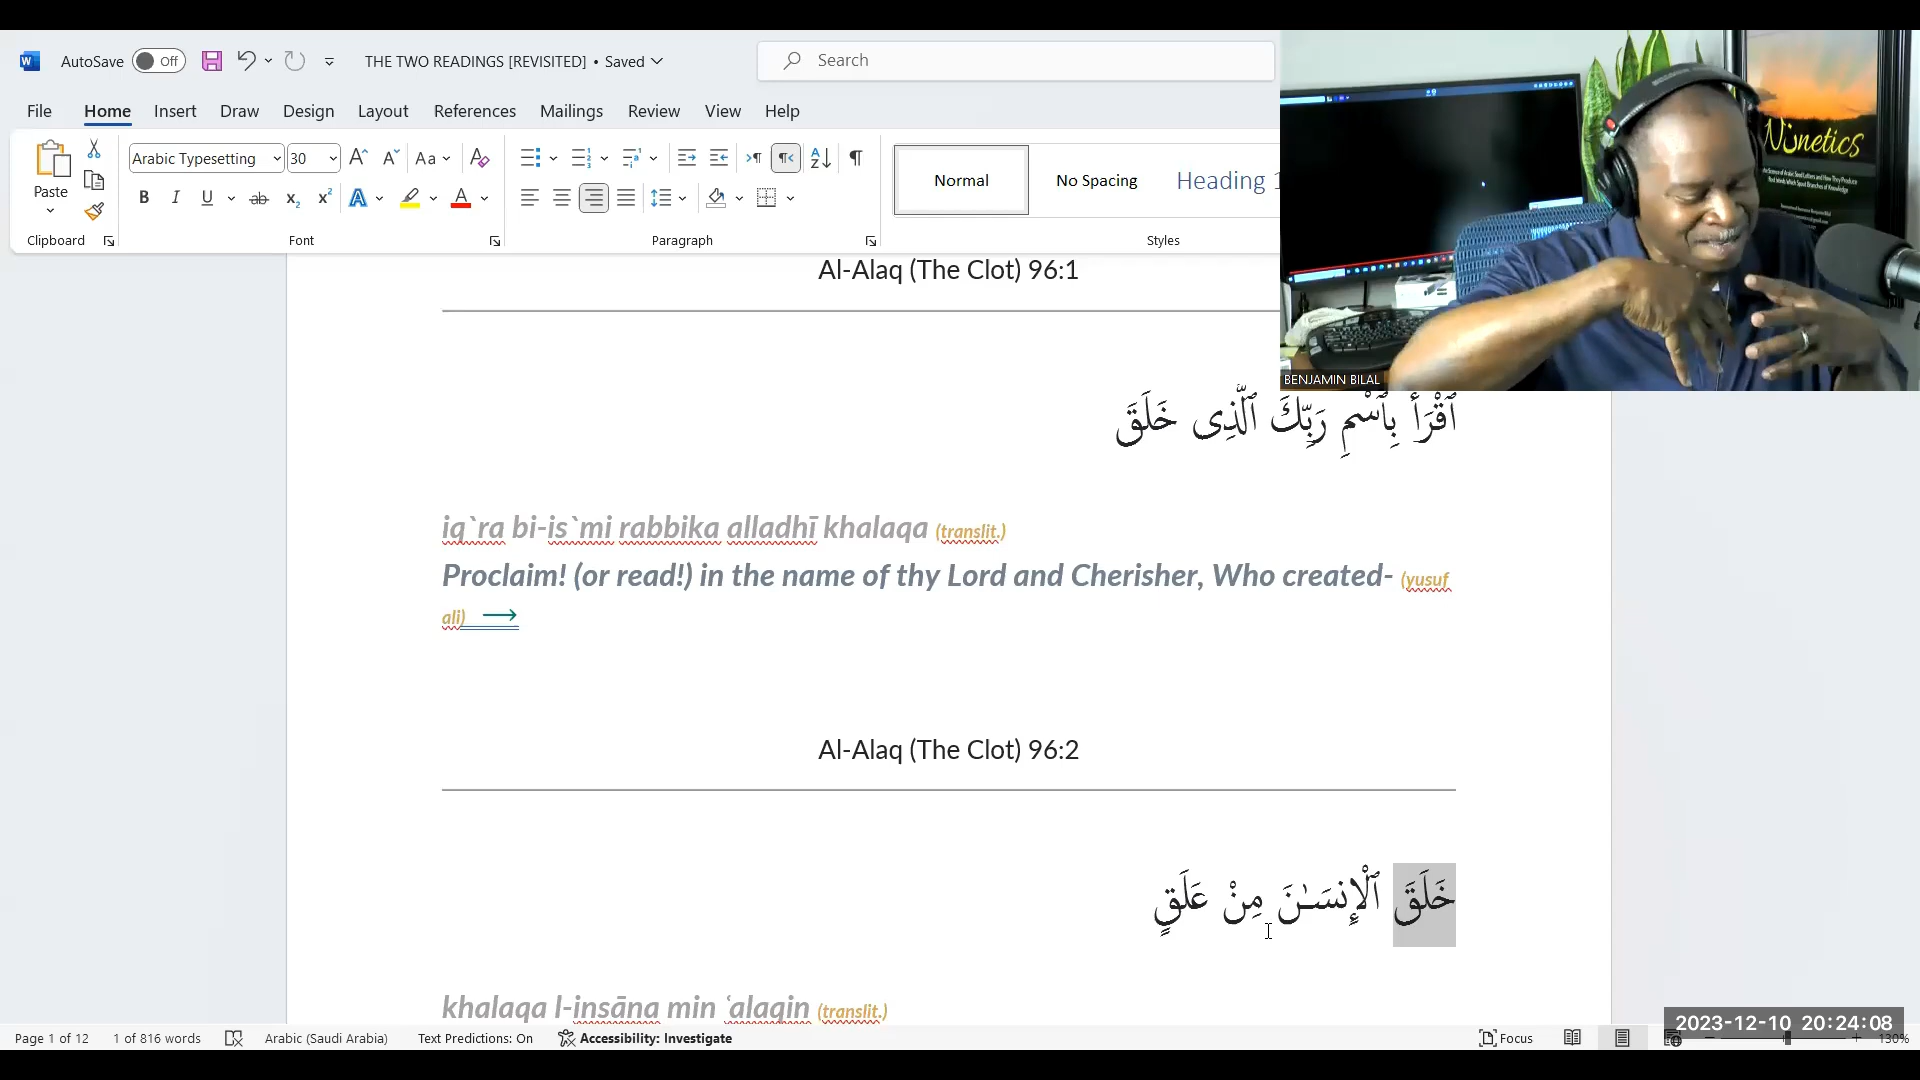 AutoSave Off THE TWO READINGS [REVISITED] • Saved Search
File Home Insert Draw Design Layout References Mailings Review View Help
Paste Arabic Typesetting 30 Aa Normal No Spacing Heading 1
Clipboard Font Paragraph Styles
Nunetics
BENJAMIN BILAL
Al-Alaq (The Clot) 96:1
ٱقْرَأْ بِٱسْمِ رَبِّكَ ٱلَّذِى خَلَقَ
iq`ra bi-is`mi rabbika alladhī khalaqa (translit.)
Proclaim! (or read!) in the name of thy Lord and Cherisher, Who created- (yusuf
ali) →
Al-Alaq (The Clot) 96:2
خَلَقَ ٱلْإِنسَـٰنَ مِنْ عَلَقٍ
khalaqa l-insāna min ʿalaqin (translit.)
2023-12-10 20:24:08
Page 1 of 12 1 of 816 words Arabic (Saudi Arabia) Text Predictions: On Accessibility: Investigate Focus 130%